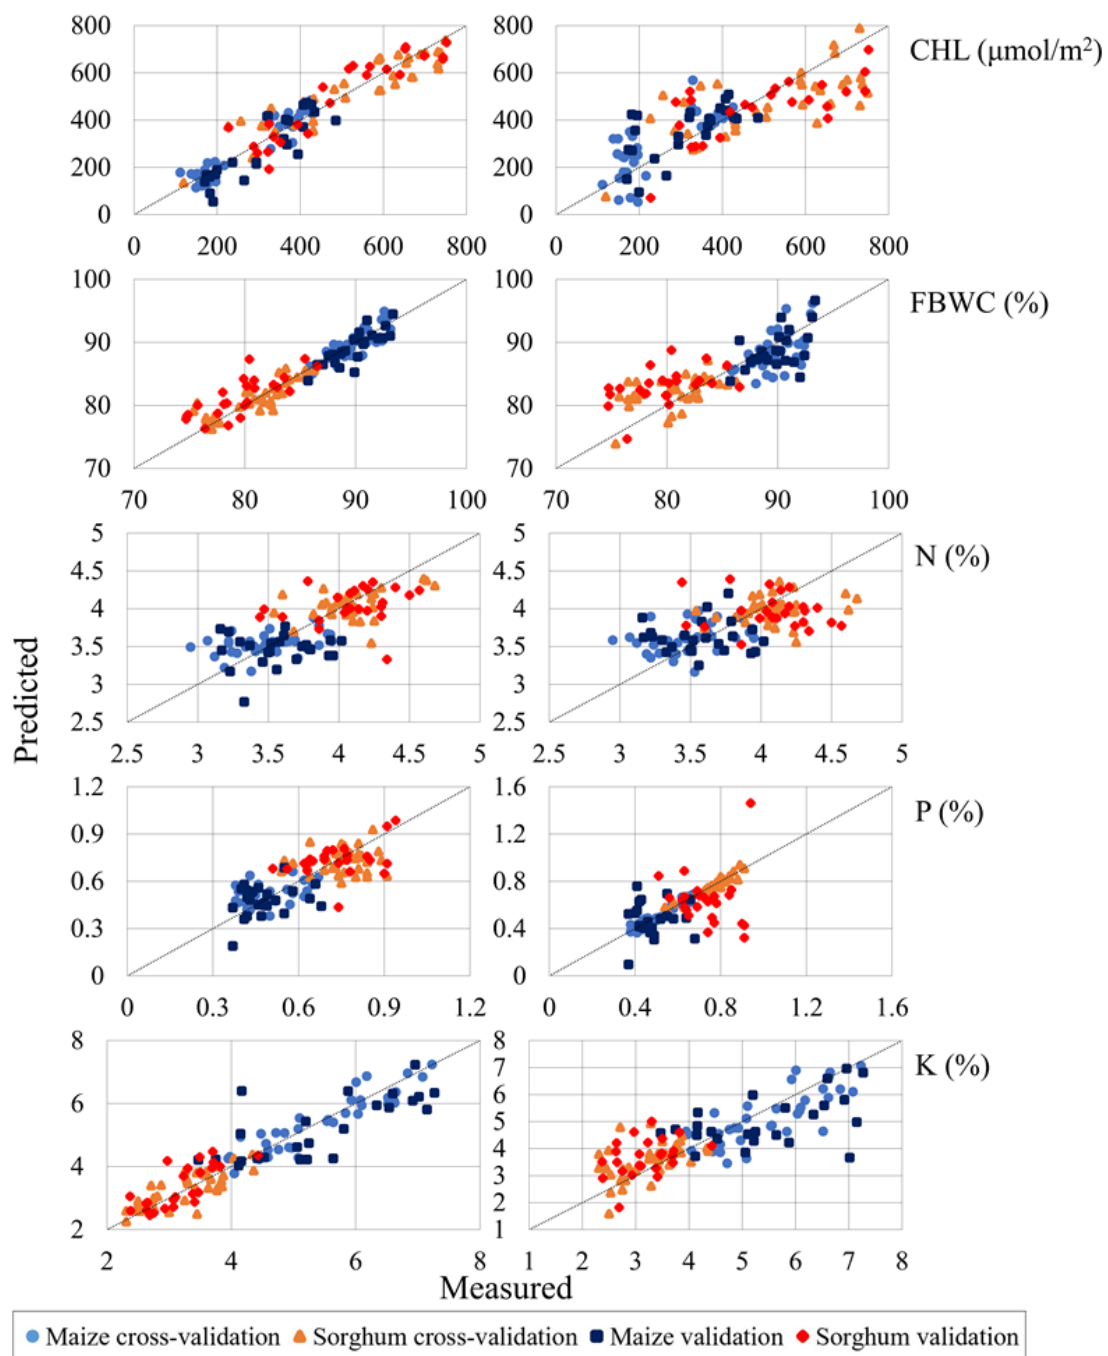 800 800 CHL (µmol/m²)
600 600
400 400
200 200
0 0
0 200 400 600 800 0 200 400 600 800
100 100 FBWC (%)
90 90
80 80
70 70
70 80 90 100 70 80 90 100
5 5 N (%)
4.5 4.5
4 4
3.5 3.5
3 3
2.5 2.5
2.5 3 3.5 4 4.5 5 2.5 3 3.5 4 4.5 5
Predicted
1.2 1.6 P (%)
0.9 1.2
0.6 0.8
0.3 0.4
0 0
0 0.3 0.6 0.9 1.2 0 0.4 0.8 1.2 1.6
8 8 K (%)
7
6 6
5
4 4
3
2 2
1
2 4 6 8 1 2 3 4 5 6 7 8
Measured
Maize cross-validation Sorghum cross-validation Maize validation Sorghum validation